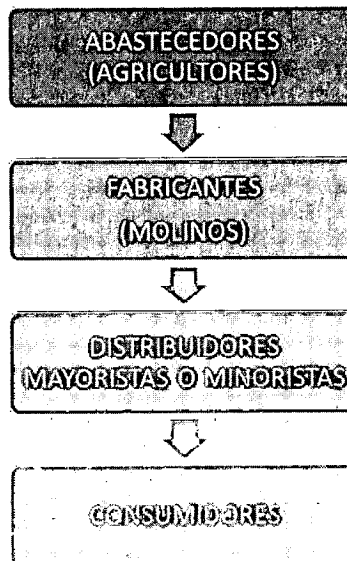 ABASTECEDORES
(AGRICULTORES)
FABRICANTES
(MOLINOS)
DISTRIBUIDORES
MAYORISTAS O MINORISTAS
CONSUMIDORES